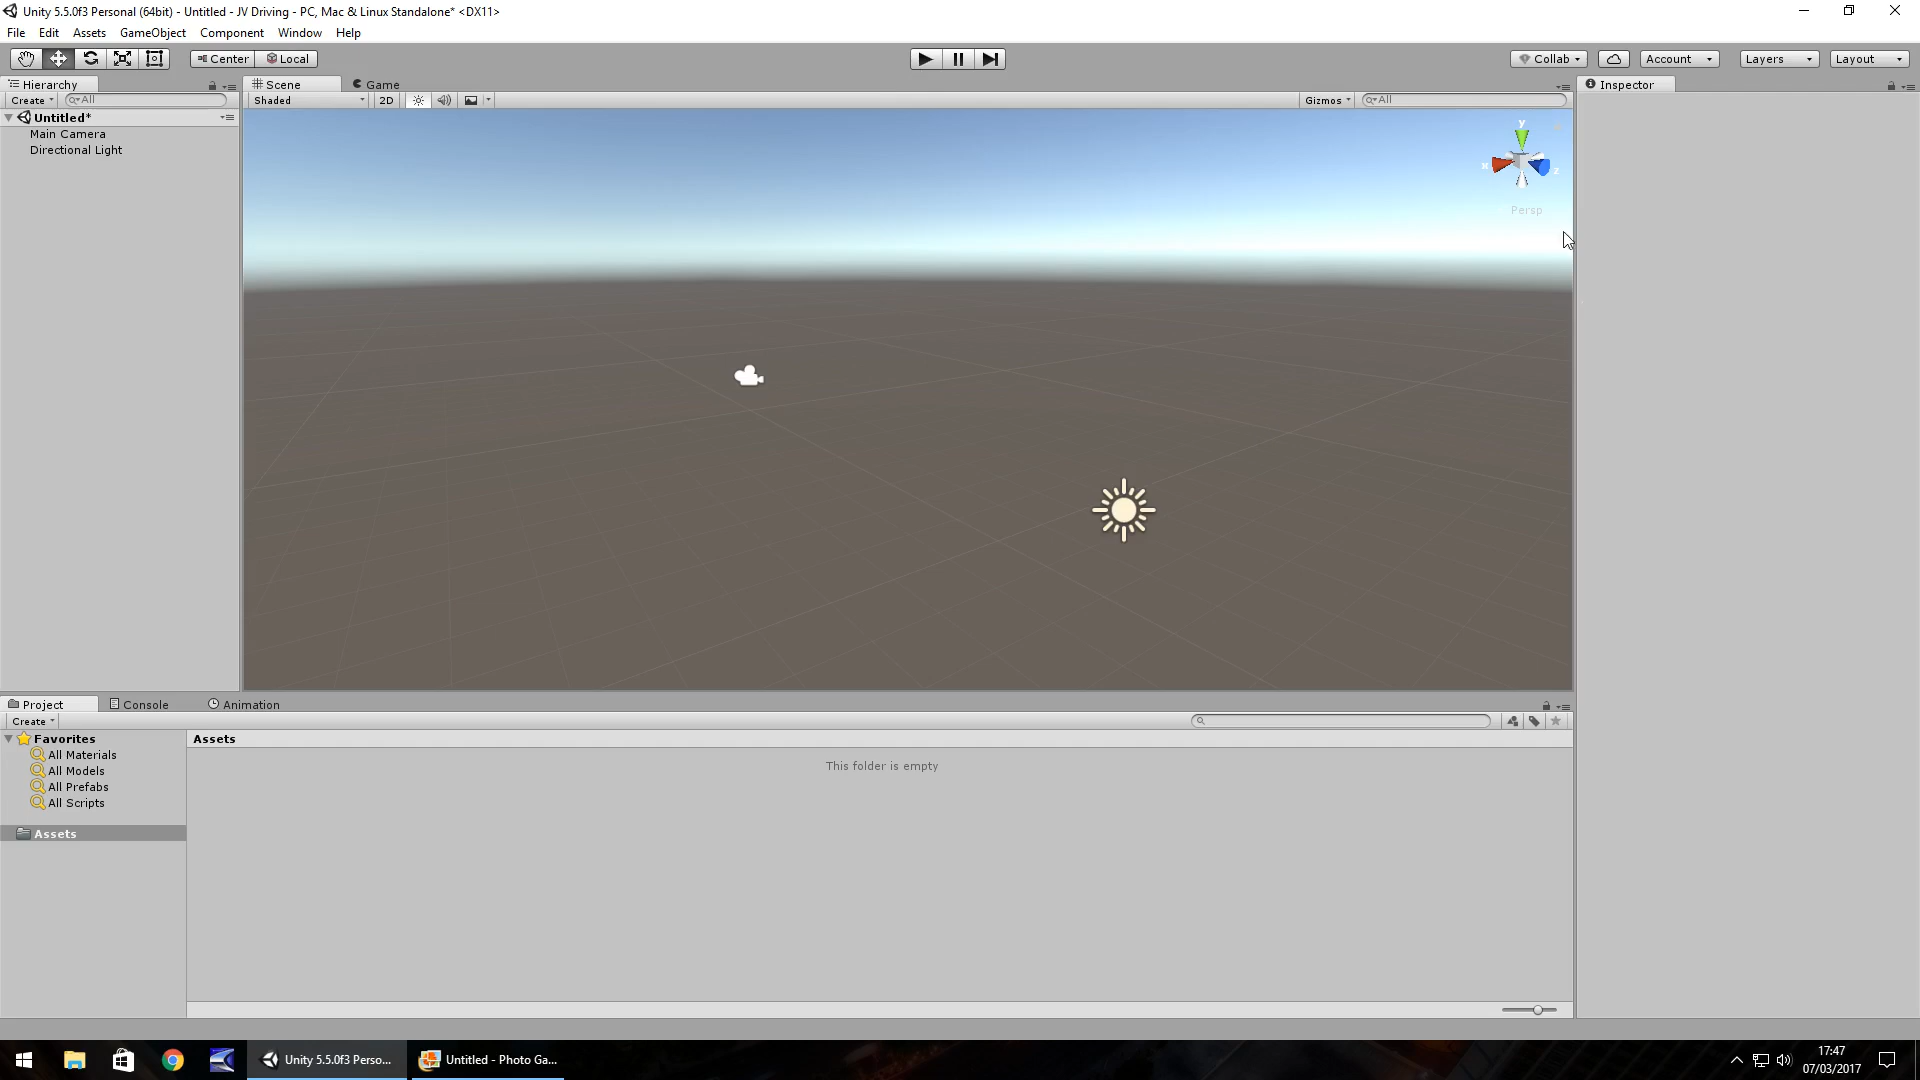 Unity 5.5.0f3 Personal (64bit) - Untitled - JV Driving - PC, Mac & Linux Standalone* <DX11>
File Edit Assets GameObject Component Window Help
Center Local Collab Account Layers Layout
Hierarchy Scene Game Inspector
Create All Shaded 2D Gizmos All
Untitled*
Main Camera
Directional Light
y
x z
Persp
Project Console Animation
Create
Favorites Assets
All Materials
All Models
All Prefabs
All Scripts
Assets
This folder is empty
Unity 5.5.0f3 Perso... Untitled - Photo Ga...
17:47
07/03/2017